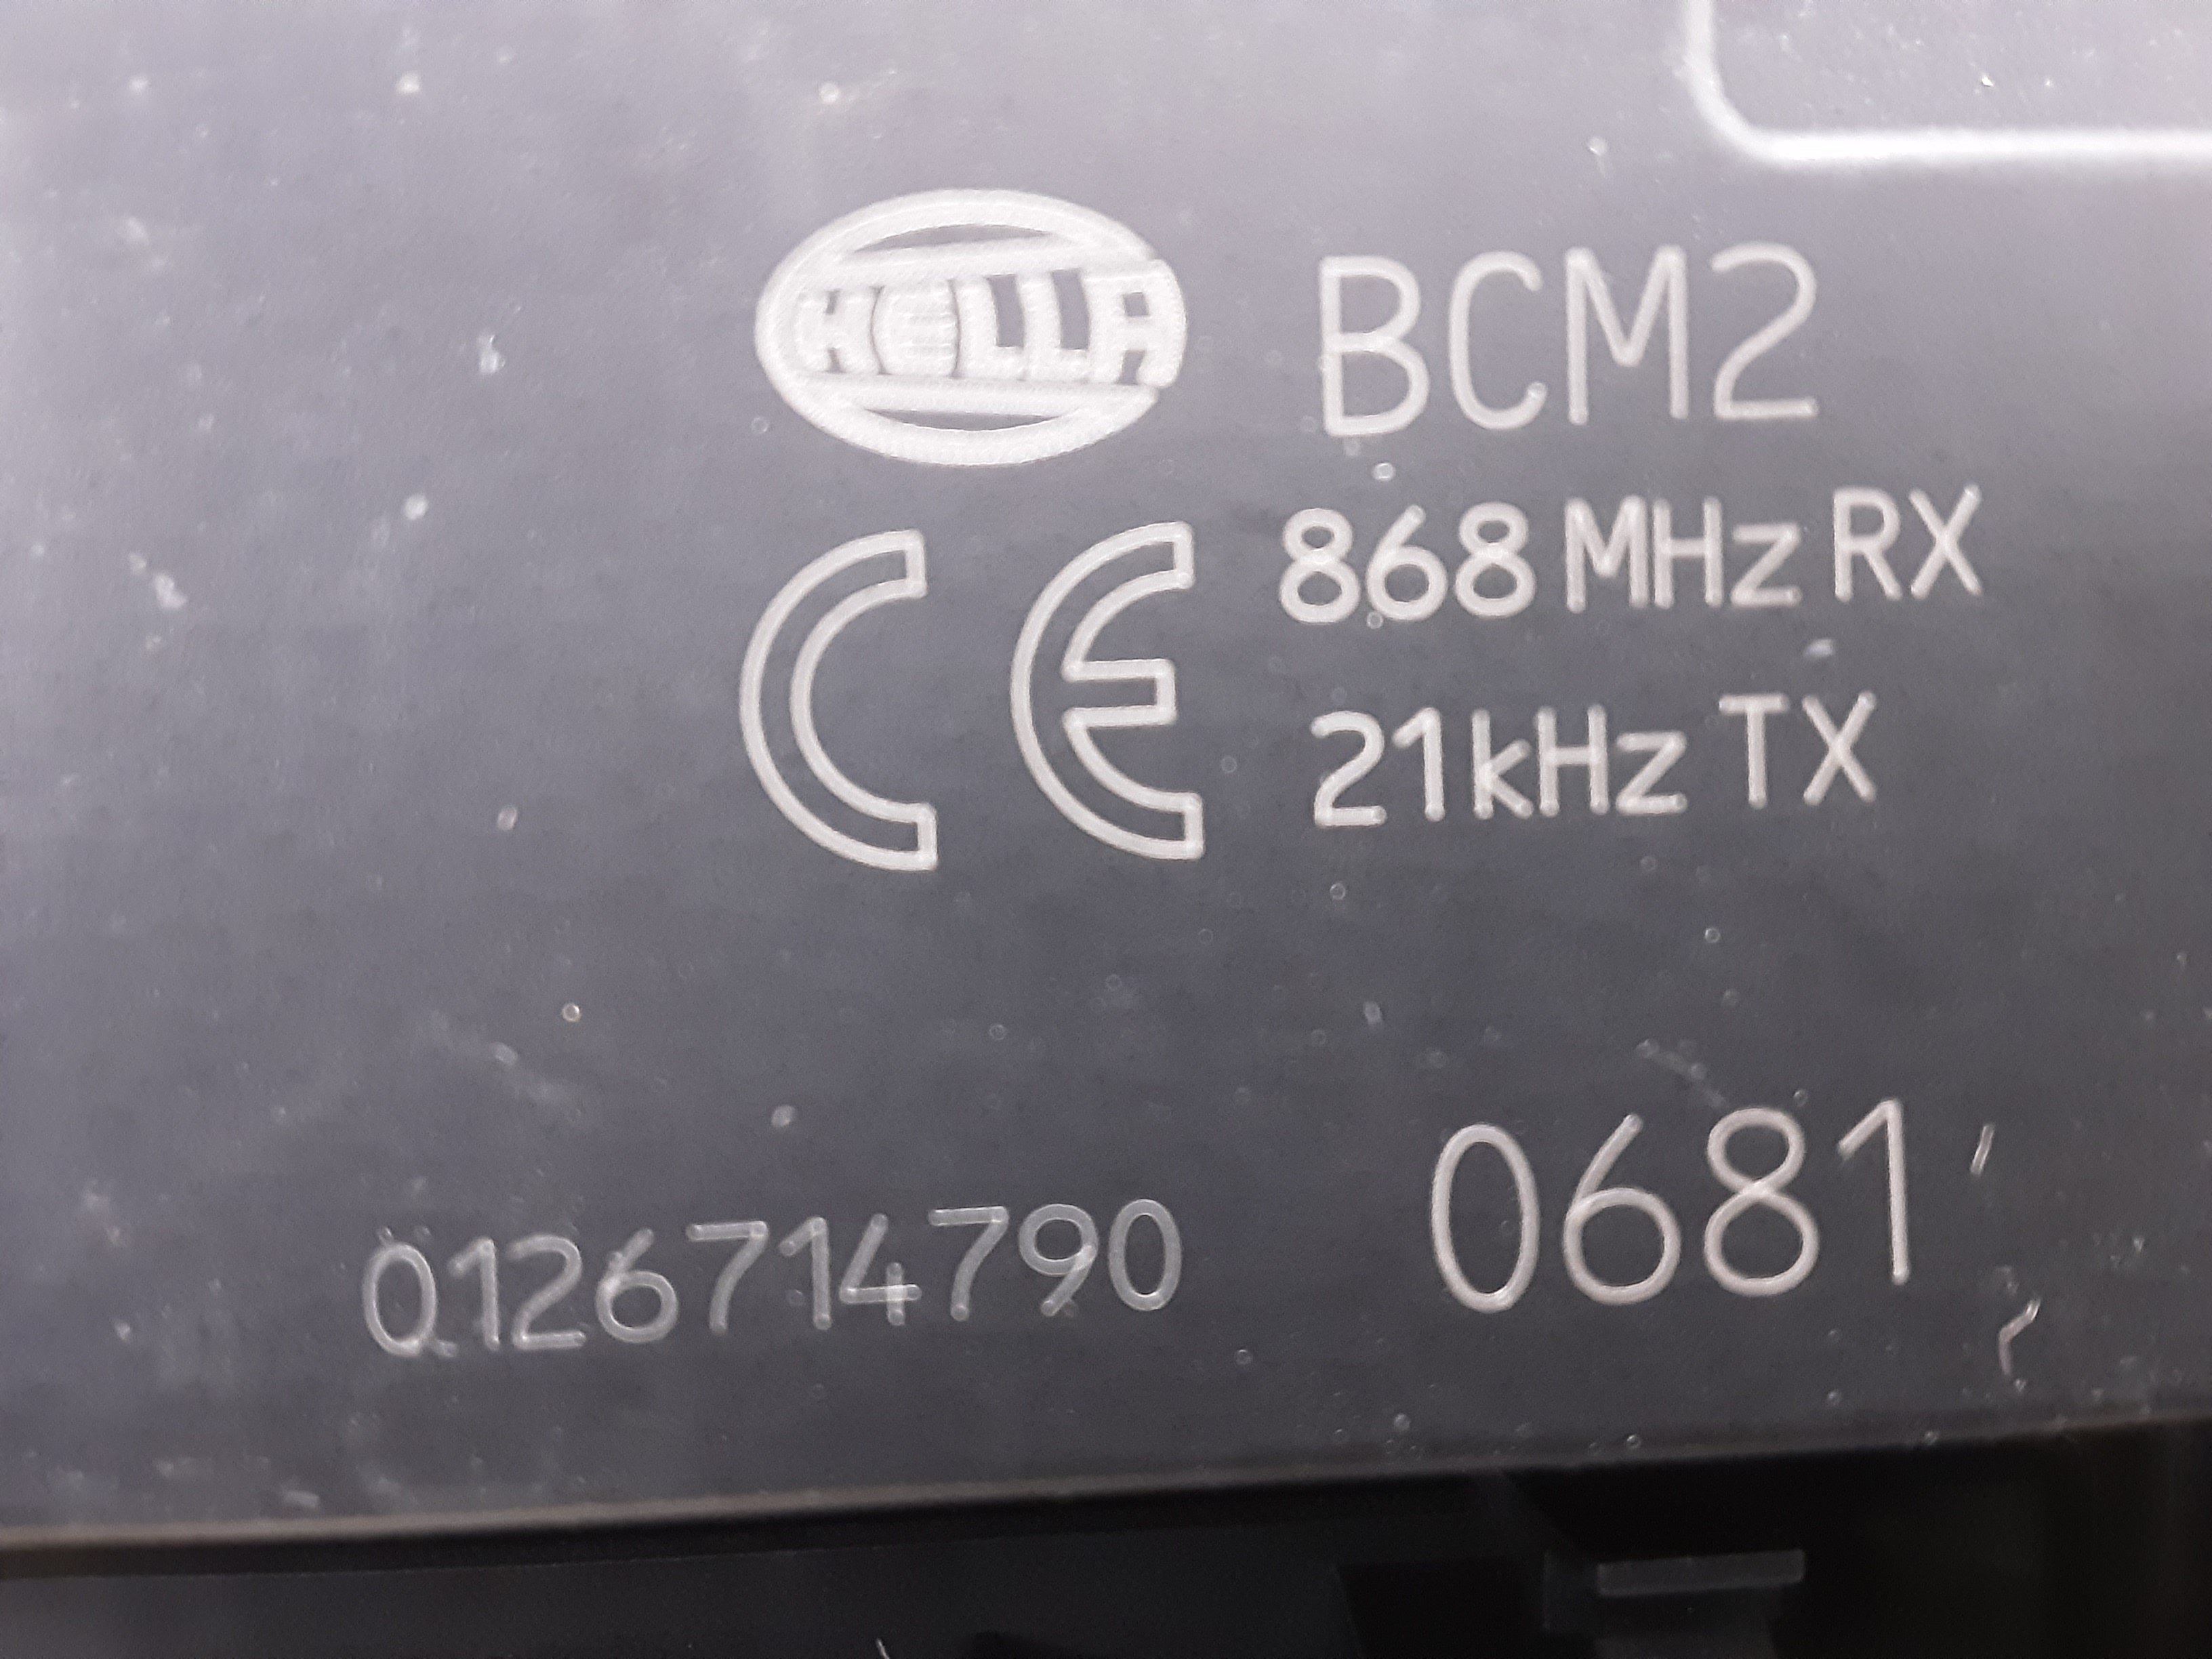 HELLA BCM2
CE 868 MHz RX
21kHz TX
0126714790 0681